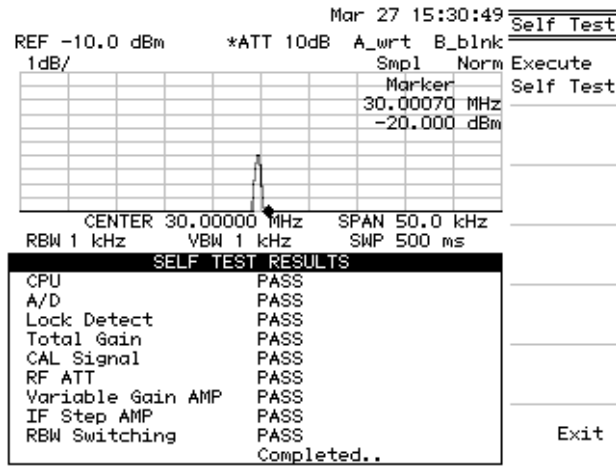 Mar 27 15:30:49
Self Test
REF -10.0 dBm *ATT 10dB A_wrt B_blnk
1dB/ Smpl Norm
Execute
Self Test
Marker
30.00070 MHz
-20.000 dBm
CENTER 30.00000 MHz SPAN 50.0 kHz
RBW 1 kHz VBW 1 kHz SWP 500 ms
SELF TEST RESULTS
CPU PASS
A/D PASS
Lock Detect PASS
Total Gain PASS
CAL Signal PASS
RF ATT PASS
Variable Gain AMP PASS
IF Step AMP PASS
RBW Switching PASS
Completed..
Exit